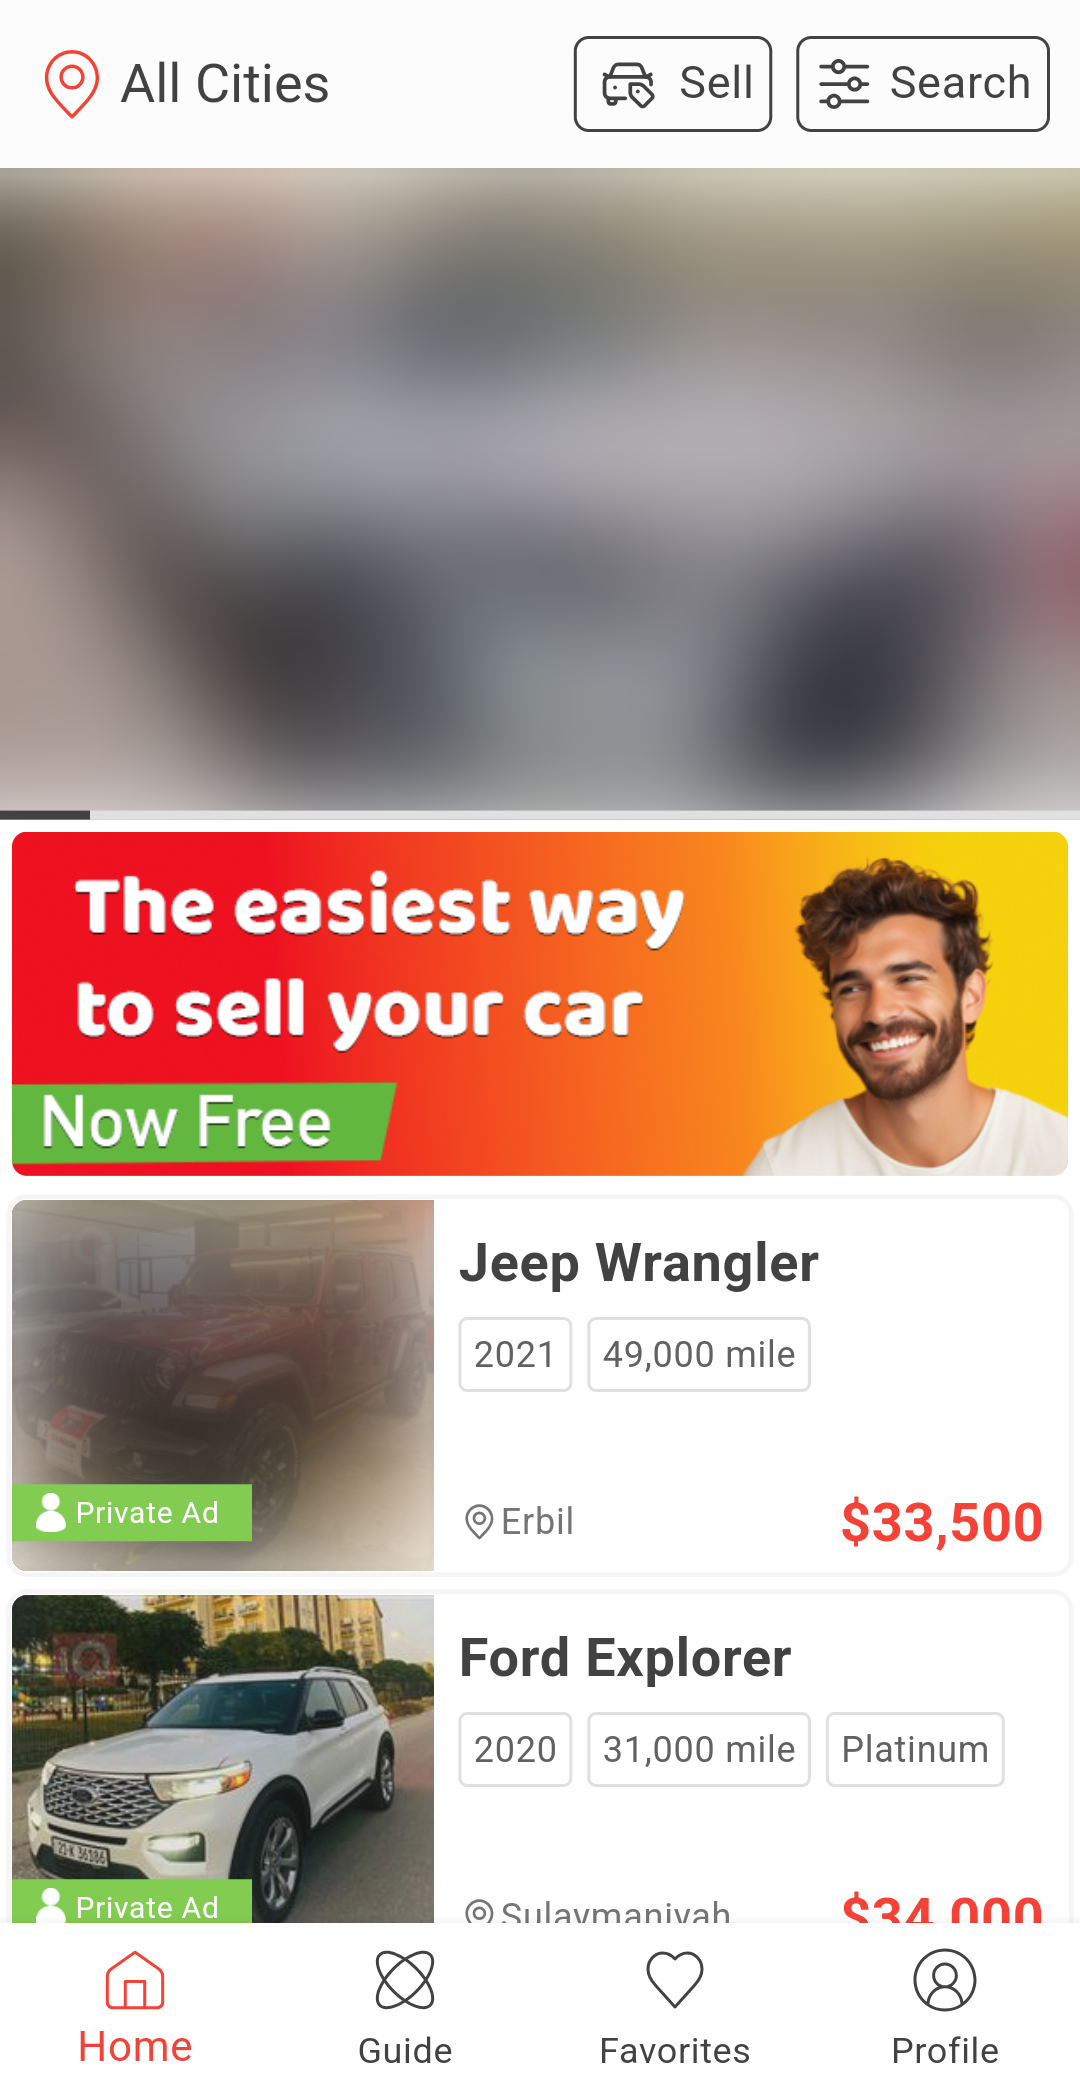 All Cities
Sell
Search
The easiest way
to sell your car
Now Free
Jeep Wrangler
2021
49,000 mile
Private Ad
Erbil
$33,500
Ford Explorer
2020
31,000 mile
Platinum
Private Ad
Sulaymaniyah
$34,000
Home
Guide
Favorites
Profile